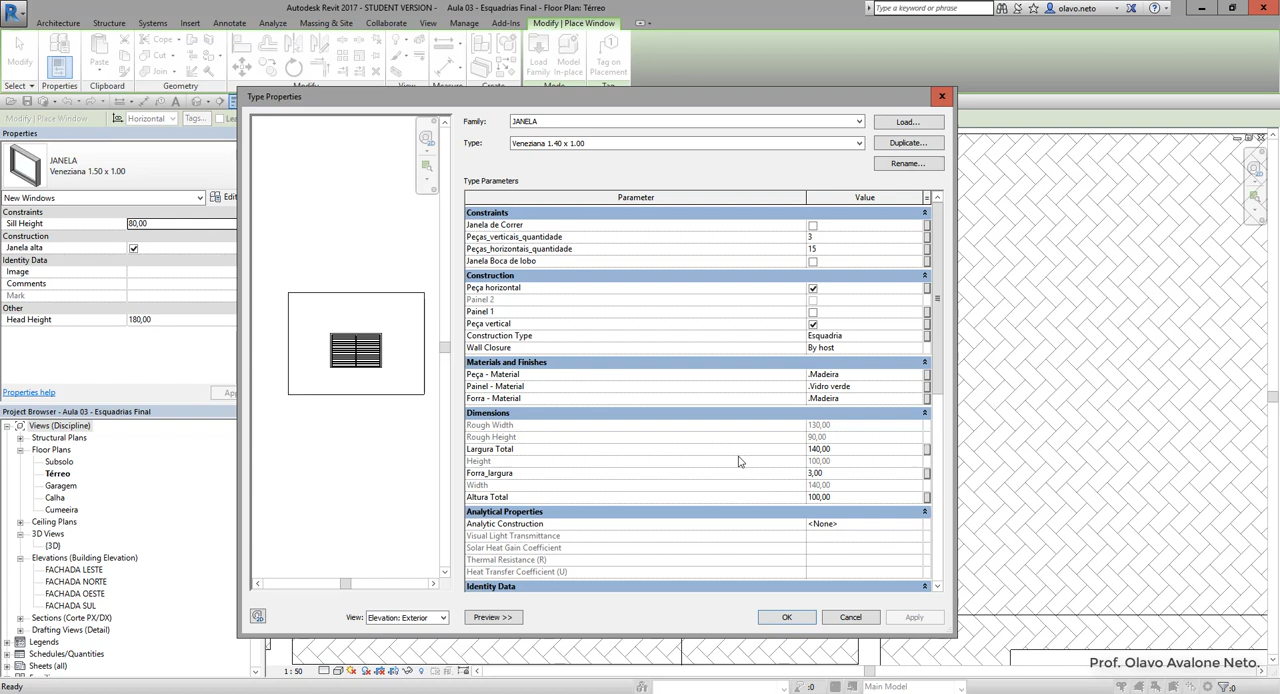 Autodesk Revit 2017 - STUDENT VERSION - Aula 03 - Esquadrias Final - Floor Plan: Térreo
Type a keyword or phrase
olavo.neto
Architecture Structure Systems Insert Annotate Analyze Massing & Site Collaborate View Manage Add-Ins Modify | Place Window
Modify
Paste
Cope
Cut
Join
Load Family
Model In-place
Tag on Placement
Select Properties Clipboard Geometry
Modify | Place Window
Horizontal
Tags...
Properties
JANELA
Veneziana 1.50 x 1.00
New Windows
Edit
Constraints
Sill Height 80,00
Construction
Janela alta
Identity Data
Image
Comments
Mark
Other
Head Height 180,00
Properties help
Project Browser - Aula 03 - Esquadrias Final
Views (Discipline)
Structural Plans
Floor Plans
Subsolo
Térreo
Garagem
Calha
Cumeeira
Ceiling Plans
3D Views
{3D}
Elevations (Building Elevation)
FACHADA LESTE
FACHADA NORTE
FACHADA OESTE
FACHADA SUL
Sections (Corte PX/DX)
Drafting Views (Detail)
Legends
Schedules/Quantities
Sheets (all)
Ready
Type Properties
Family: JANELA Load...
Type: Veneziana 1.40 x 1.00 Duplicate...
Rename...
Type Parameters
Parameter Value =
Constraints
Janela de Correr
Peças_verticais_quantidade 3
Peças_horizontais_quantidade 15
Janela Boca de lobo
Construction
Peça horizontal
Painel 2
Painel 1
Peça vertical
Construction Type Esquadria
Wall Closure By host
Materials and Finishes
Peça - Material .Madeira
Painel - Material .Vidro verde
Forra - Material .Madeira
Dimensions
Rough Width 130,00
Rough Height 90,00
Largura Total 140,00
Height 100,00
Forra_largura 3,00
Width 140,00
Altura Total 100,00
Analytical Properties
Analytic Construction <None>
Visual Light Transmittance
Solar Heat Gain Coefficient
Thermal Resistance (R)
Heat Transfer Coefficient (U)
Identity Data
View: Elevation: Exterior
Preview >>
OK
Cancel
Apply
1 : 50
:0
Main Model
:0
Prof. Olavo Avalone Neto.